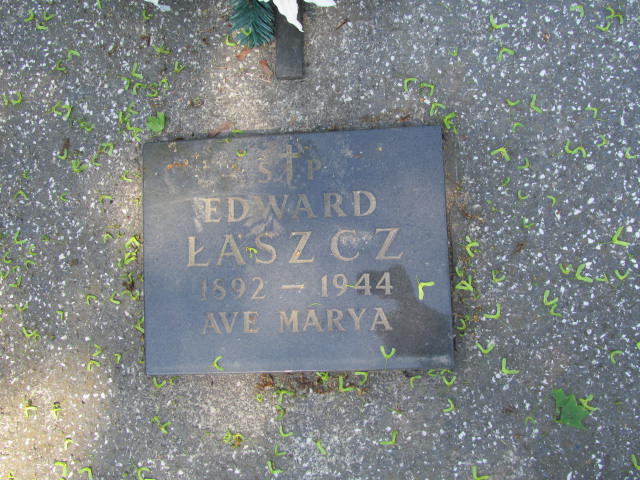 Ś†P
EDWARD
ŁASZCZ
1892 – 1944
AVE MARYA